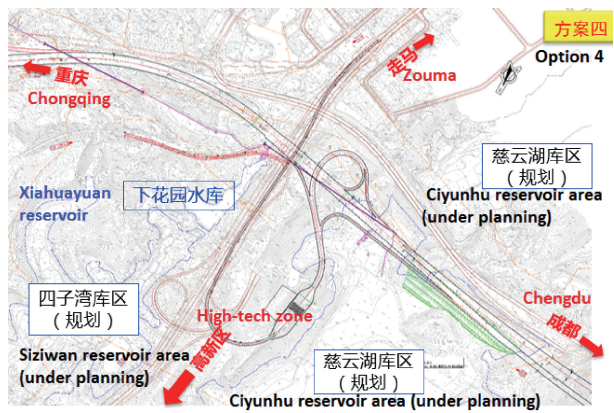 方案四
Option 4
重庆
Chongqing
走马
Zouma
慈云湖库区
（规划）
Ciyunhu reservoir area
(under planning)
Xiahuayuan
reservoir
下花园水库
四子湾库区
（规划）
Siziwan reservoir area
(under planning)
High-tech zone
高新区
Chengdu
成都
慈云湖库区
（规划）
Ciyunhu reservoir area (under planning)